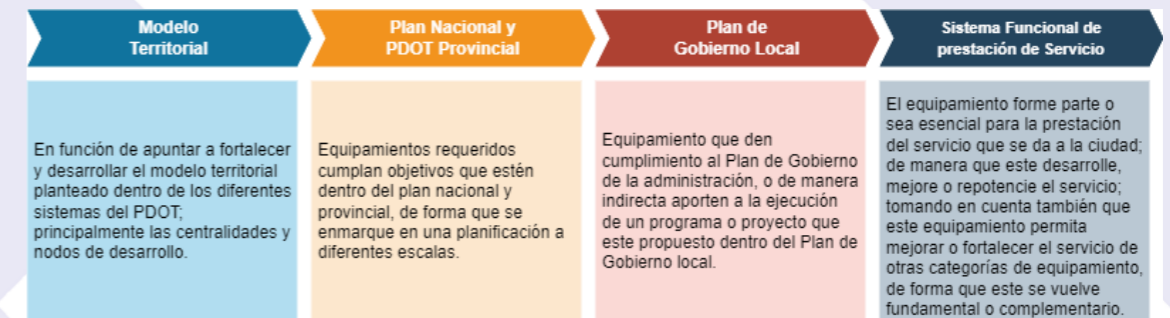 Modelo
Territorial
Plan Nacional y
PDOT Provincial
Plan de
Gobierno Local
Sistema Funcional de
prestación de Servicio
En función de apuntar a fortalecer
y desarrollar el modelo territorial
planteado dentro de los diferentes
sistemas del PDOT;
principalmente las centralidades y
nodos de desarrollo.
Equipamientos requeridos
cumplan objetivos que estén
dentro del plan nacional y
provincial, de forma que se
enmarque en una planificación a
diferentes escalas.
Equipamiento que den
cumplimiento al Plan de Gobierno
de la administración, o de manera
indirecta aporten a la ejecución
de un programa o proyecto que
este propuesto dentro del Plan de
Gobierno local.
El equipamiento forme parte o
sea esencial para la prestación
del servicio que se da a la ciudad;
de manera que este desarrolle,
mejore o repotencie el servicio;
tomando en cuenta también que
este equipamiento permita
mejorar o fortalecer el servicio de
otras categorías de equipamiento,
de forma que este se vuelve
fundamental o complementario.